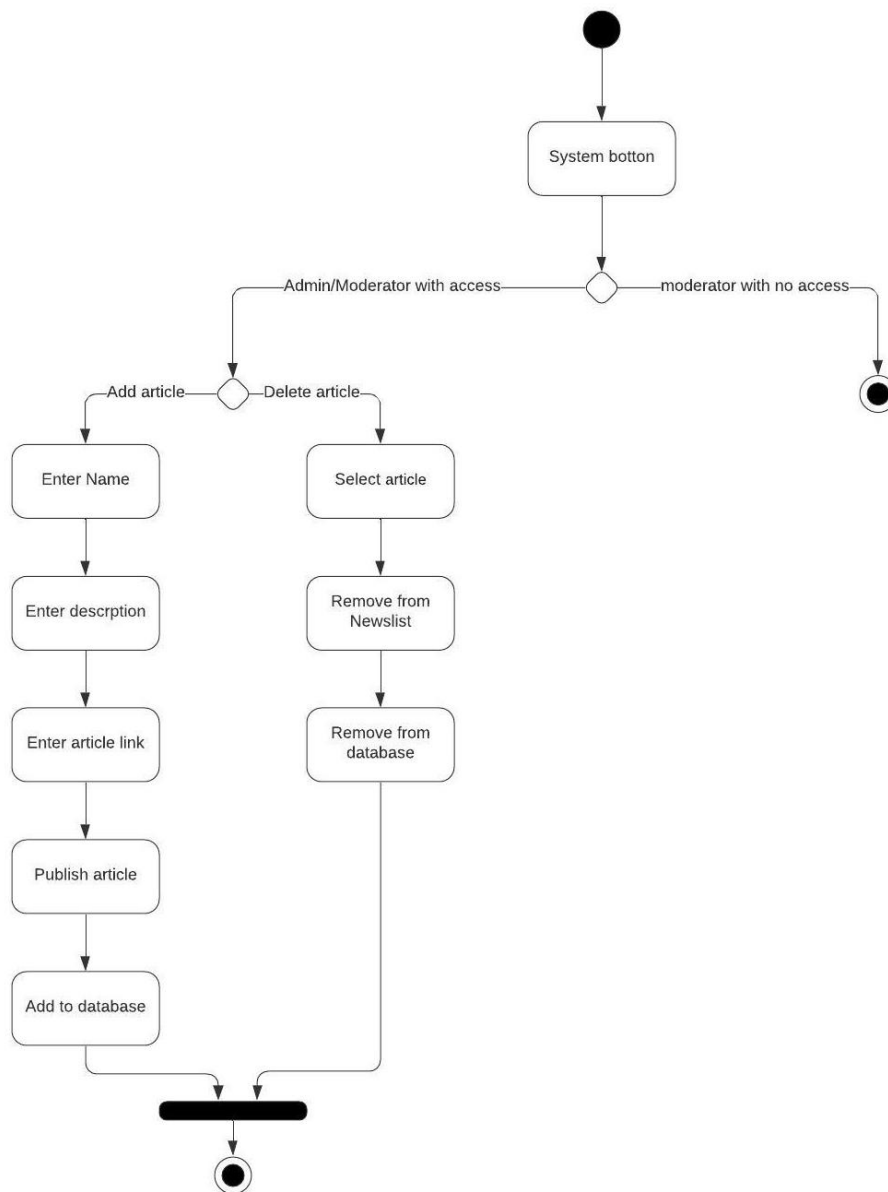 System botton
Admin/Moderator with access
moderator with no access
Add article
Delete article
Enter Name
Select article
Enter descrption
Remove from
Newslist
Enter article link
Remove from
database
Publish article
Add to database